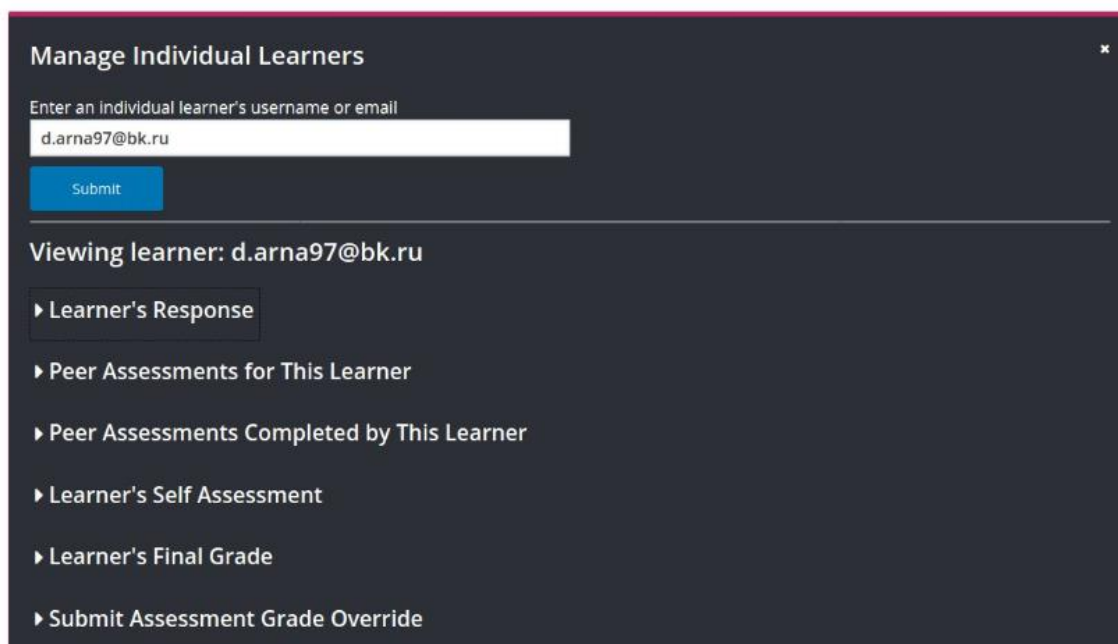 Manage Individual Learners
Enter an individual learner's username or email
d.arna97@bk.ru
Submit
Viewing learner: d.arna97@bk.ru
Learner's Response
Peer Assessments for This Learner
Peer Assessments Completed by This Learner
Learner's Self Assessment
Learner's Final Grade
Submit Assessment Grade Override